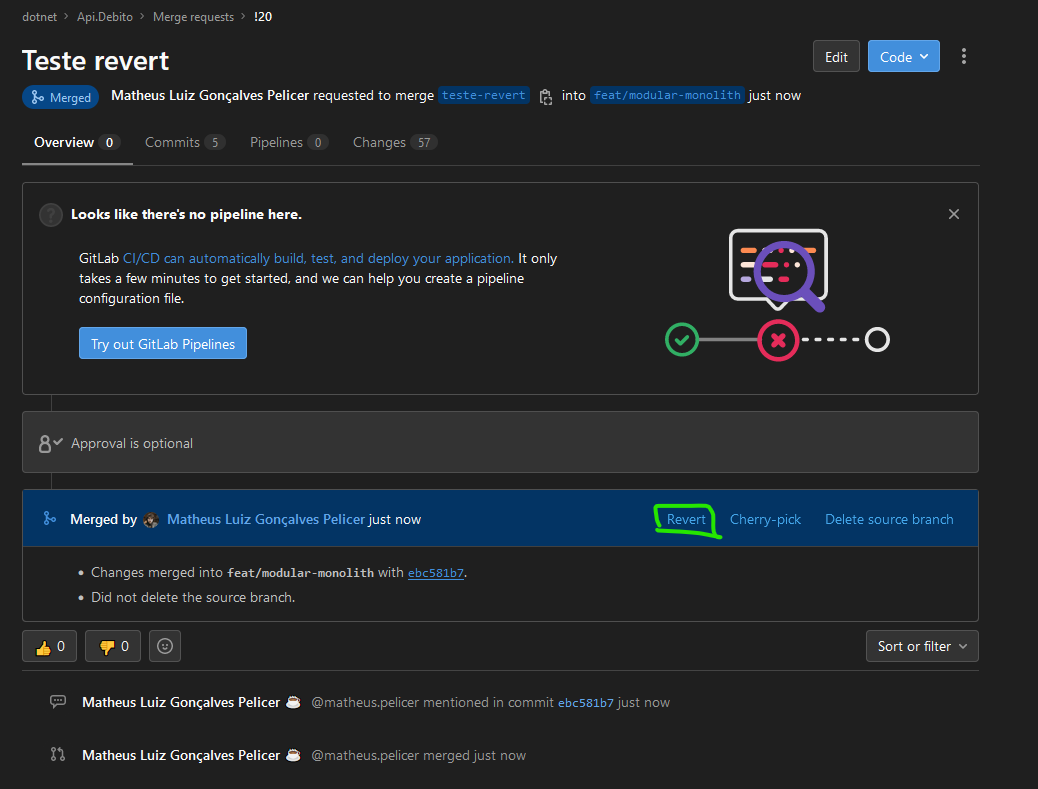 dotnet > Api.Debito > Merge requests > !20
Teste revert
Edit
Code
Merged Matheus Luiz Gonçalves Pelicer requested to merge teste-revert into feat/modular-monolith just now
Overview 0 Commits 5 Pipelines 0 Changes 57
Looks like there's no pipeline here.
GitLab CI/CD can automatically build, test, and deploy your application. It only
takes a few minutes to get started, and we can help you create a pipeline
configuration file.
Try out GitLab Pipelines
Approval is optional
Merged by Matheus Luiz Gonçalves Pelicer just now
Revert Cherry-pick Delete source branch
Changes merged into feat/modular-monolith with ebc581b7.
Did not delete the source branch.
0 0
Sort or filter
Matheus Luiz Gonçalves Pelicer ☕ @matheus.pelicer mentioned in commit ebc581b7 just now
Matheus Luiz Gonçalves Pelicer ☕ @matheus.pelicer merged just now